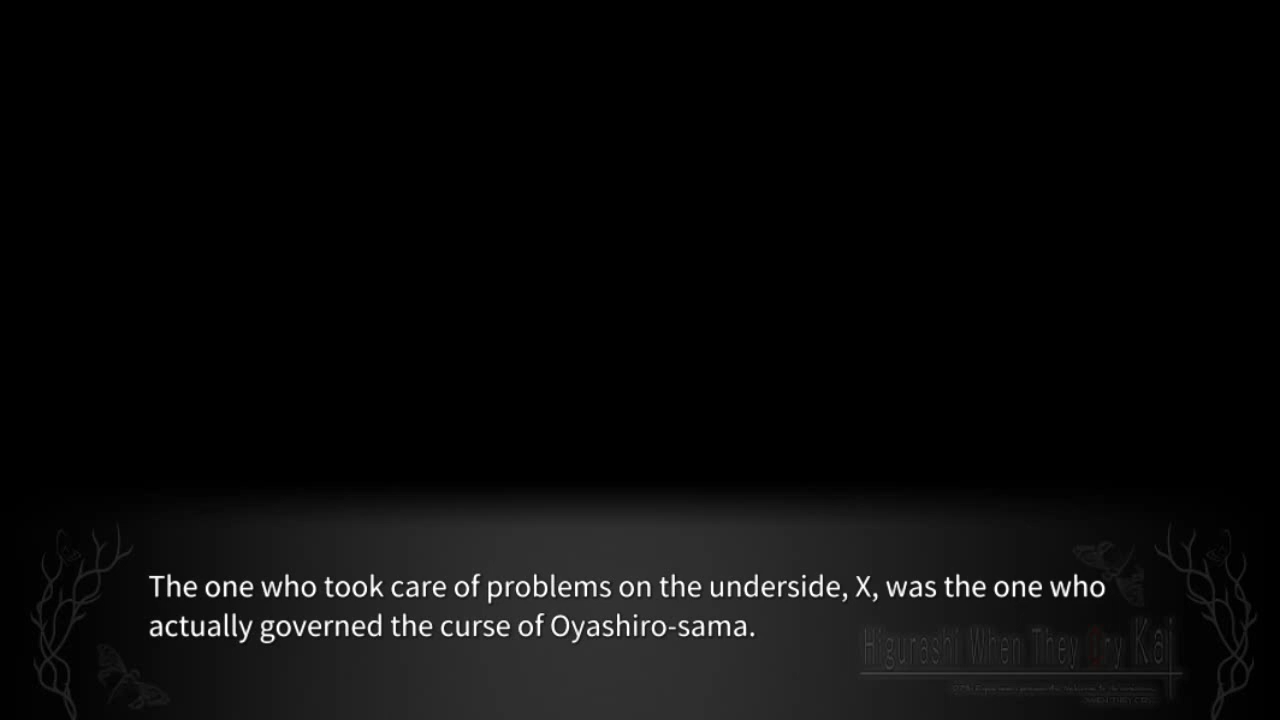 The one who took care of problems on the underside, X, was the one who
actually governed the curse of Oyashiro-sama.
Higurashi When They Cry Kai